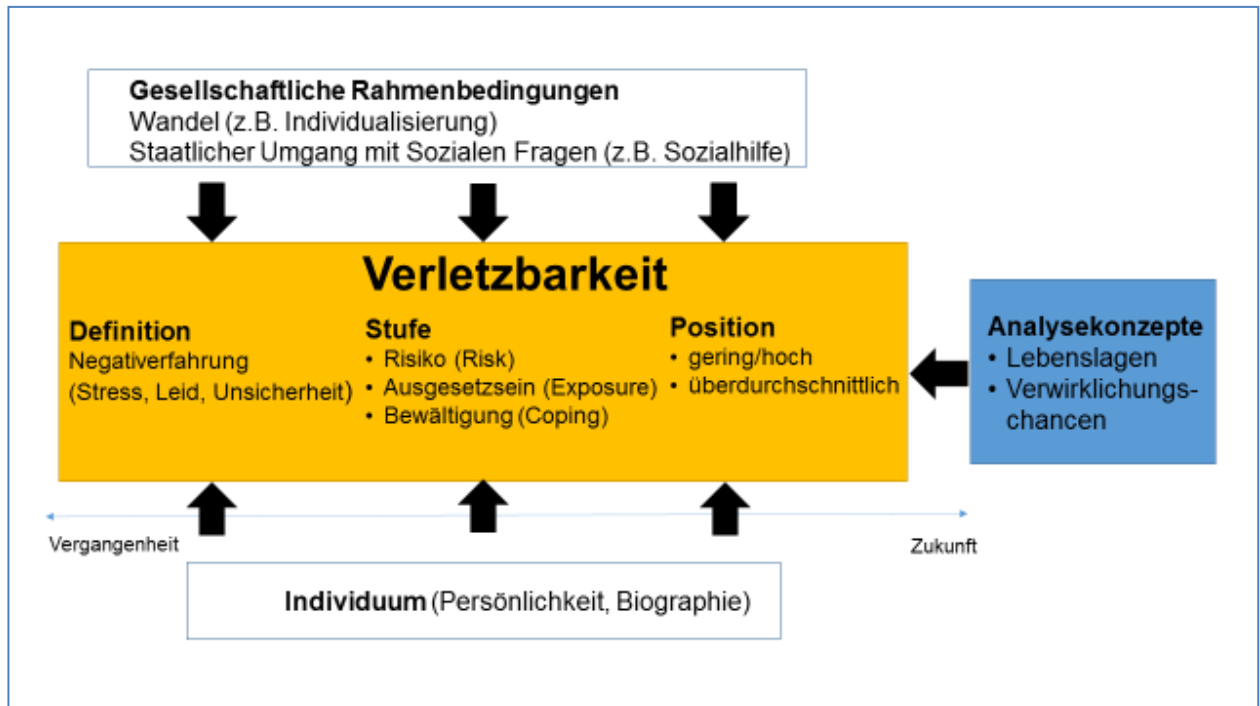 Gesellschaftliche Rahmenbedingungen
Wandel (z.B. Individualisierung)
Staatlicher Umgang mit Sozialen Fragen (z.B. Sozialhilfe)
Verletzbarkeit
Definition
Negativerfahrung
(Stress, Leid, Unsicherheit)
Stufe
• Risiko (Risk)
• Ausgesetzsein (Exposure)
• Bewältigung (Coping)
Position
• gering/hoch
• überdurchschnittlich
Analysekonzepte
• Lebenslagen
• Verwirklichungs-
chancen
Vergangenheit
Zukunft
Individuum (Persönlichkeit, Biographie)